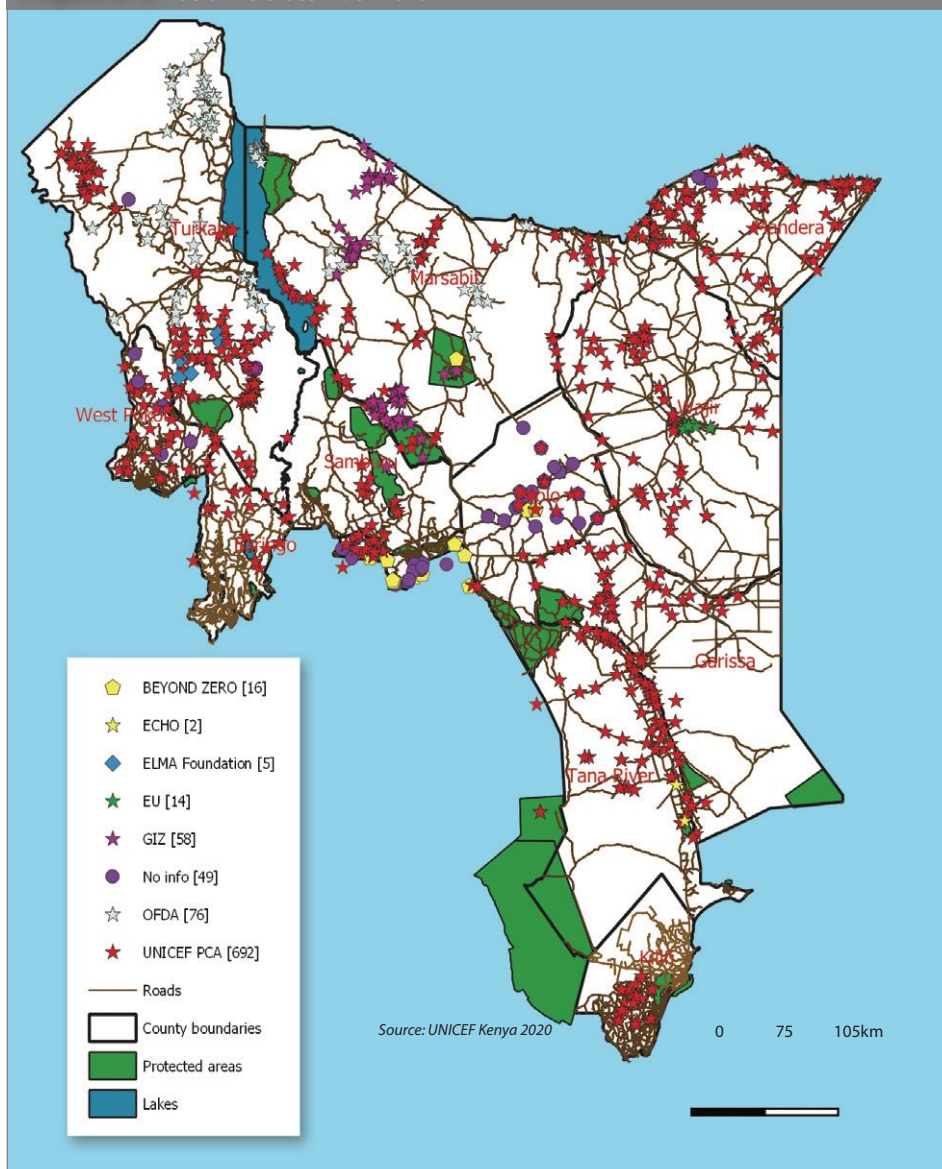 Turkana
Mandera
Marsabit
West Pokot
Wajir
Samburu
Isiolo
Baringo
Garissa
Tana River
Kilifi
BEYOND ZERO [16]
ECHO [2]
ELMA Foundation [5]
EU [14]
GIZ [58]
No info [49]
OFDA [76]
UNICEF PCA [692]
Roads
County boundaries
Protected areas
Lakes
Source: UNICEF Kenya 2020
0 75 105km